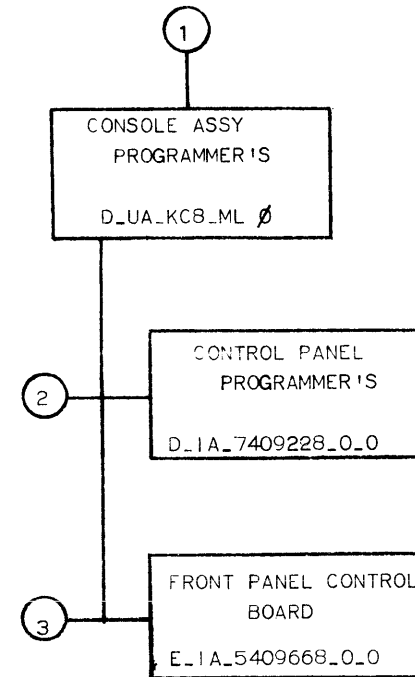 1
CONSOLE ASSY
PROGRAMMER'S
D_UA_KC8_ML Ø
2
CONTROL PANEL
PROGRAMMER'S
D_IA_7409228_0_0
3
FRONT PANEL CONTROL
BOARD
E_IA_5409668_0_0